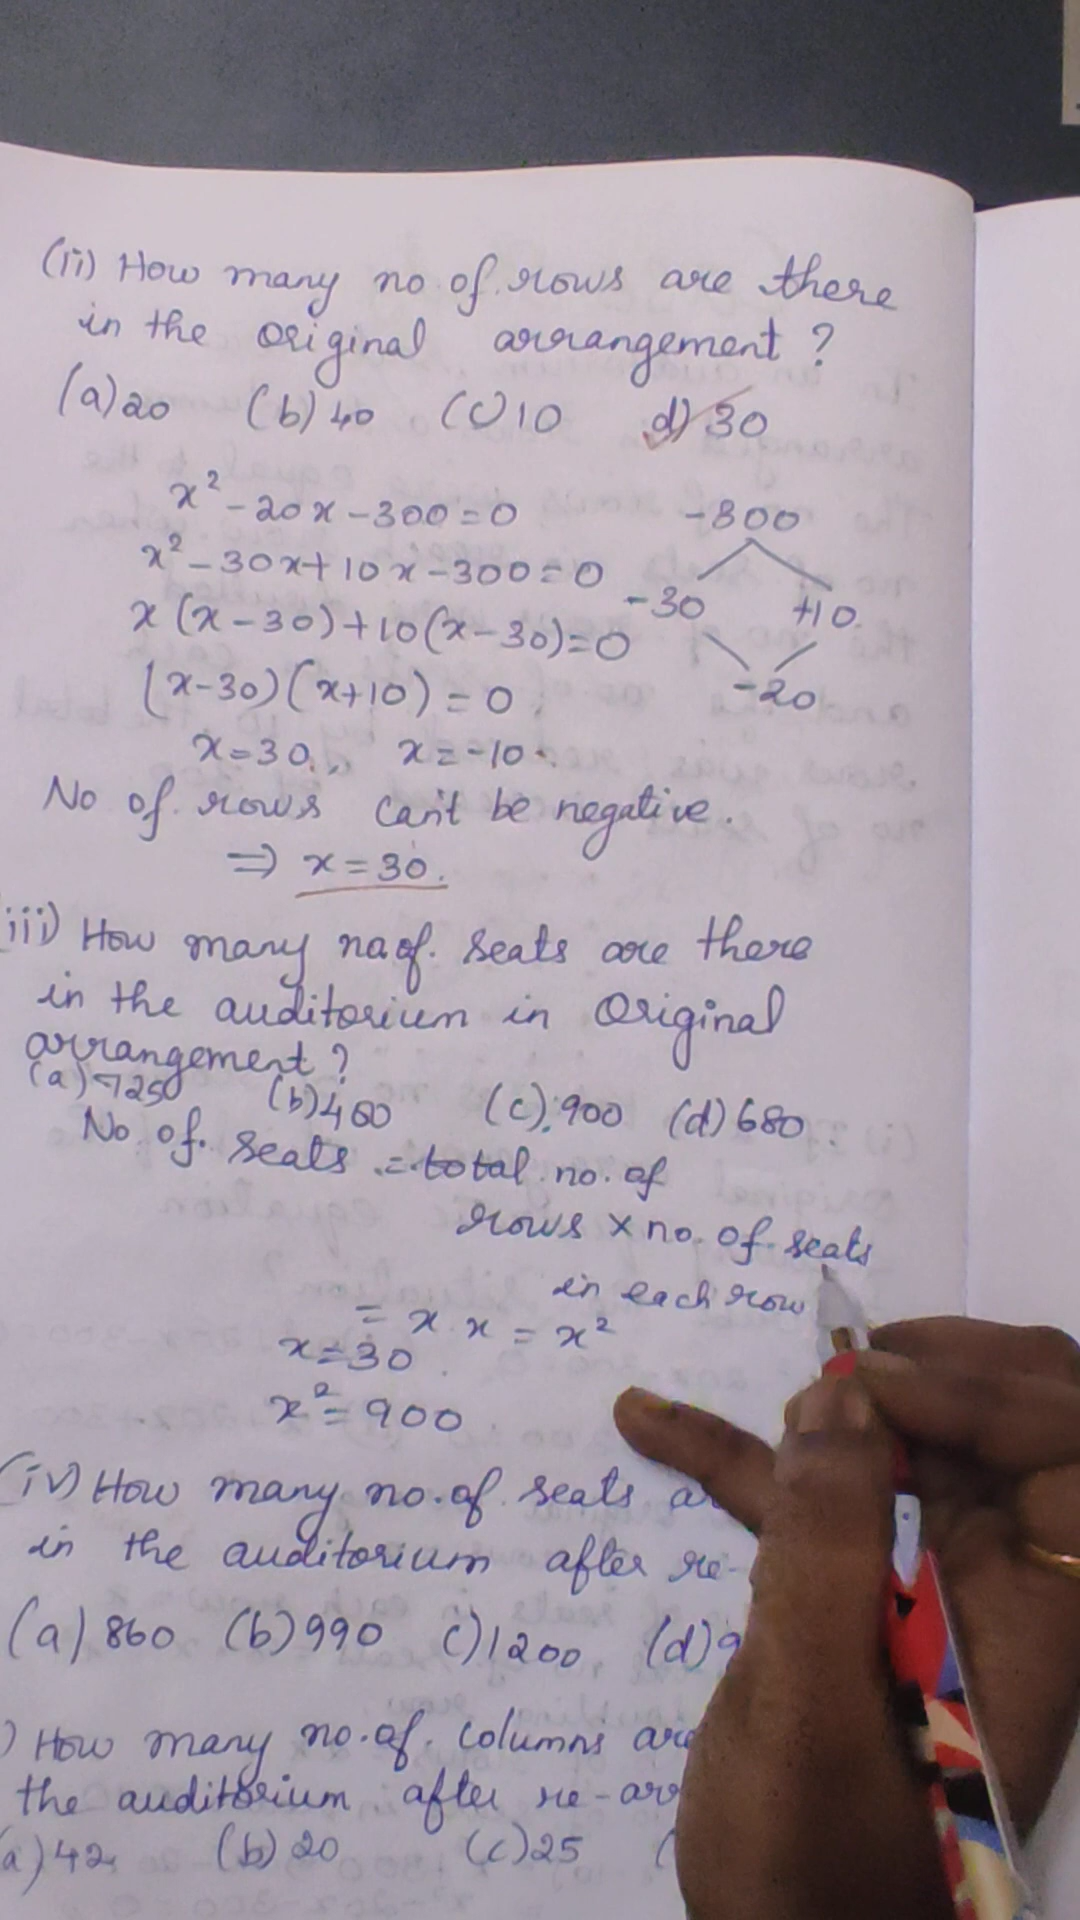 (ii) How many no of. rows are there
in the original arrangement?
(a) 20 (b) 40 (c) 10 d) 30
x² - 20x - 300 = 0
x² - 30x + 10x - 300 = 0
x (x - 30) + 10 (x - 30) = 0
(x - 30) (x + 10) = 0
x = 30, x = -10.
-300
-30 +10
-20
No of. rows can't be negative.
⇒ x = 30.
iii) How many no of. seats are there
in the auditorium in original
arrangement?
(a) 7250 (b) 460 (c) 900 (d) 680
No. of. seats = total no. of
rows × no. of. seats
in each row
= x . x = x²
x = 30
x² = 900
(iv) How many no. of. seats
in the auditorium after re-
(a) 860 (b) 990 c) 1200 (d) 9
) How many no. of. columns are
the auditorium after re-arr
a) 42 (b) 20 (c) 25 (